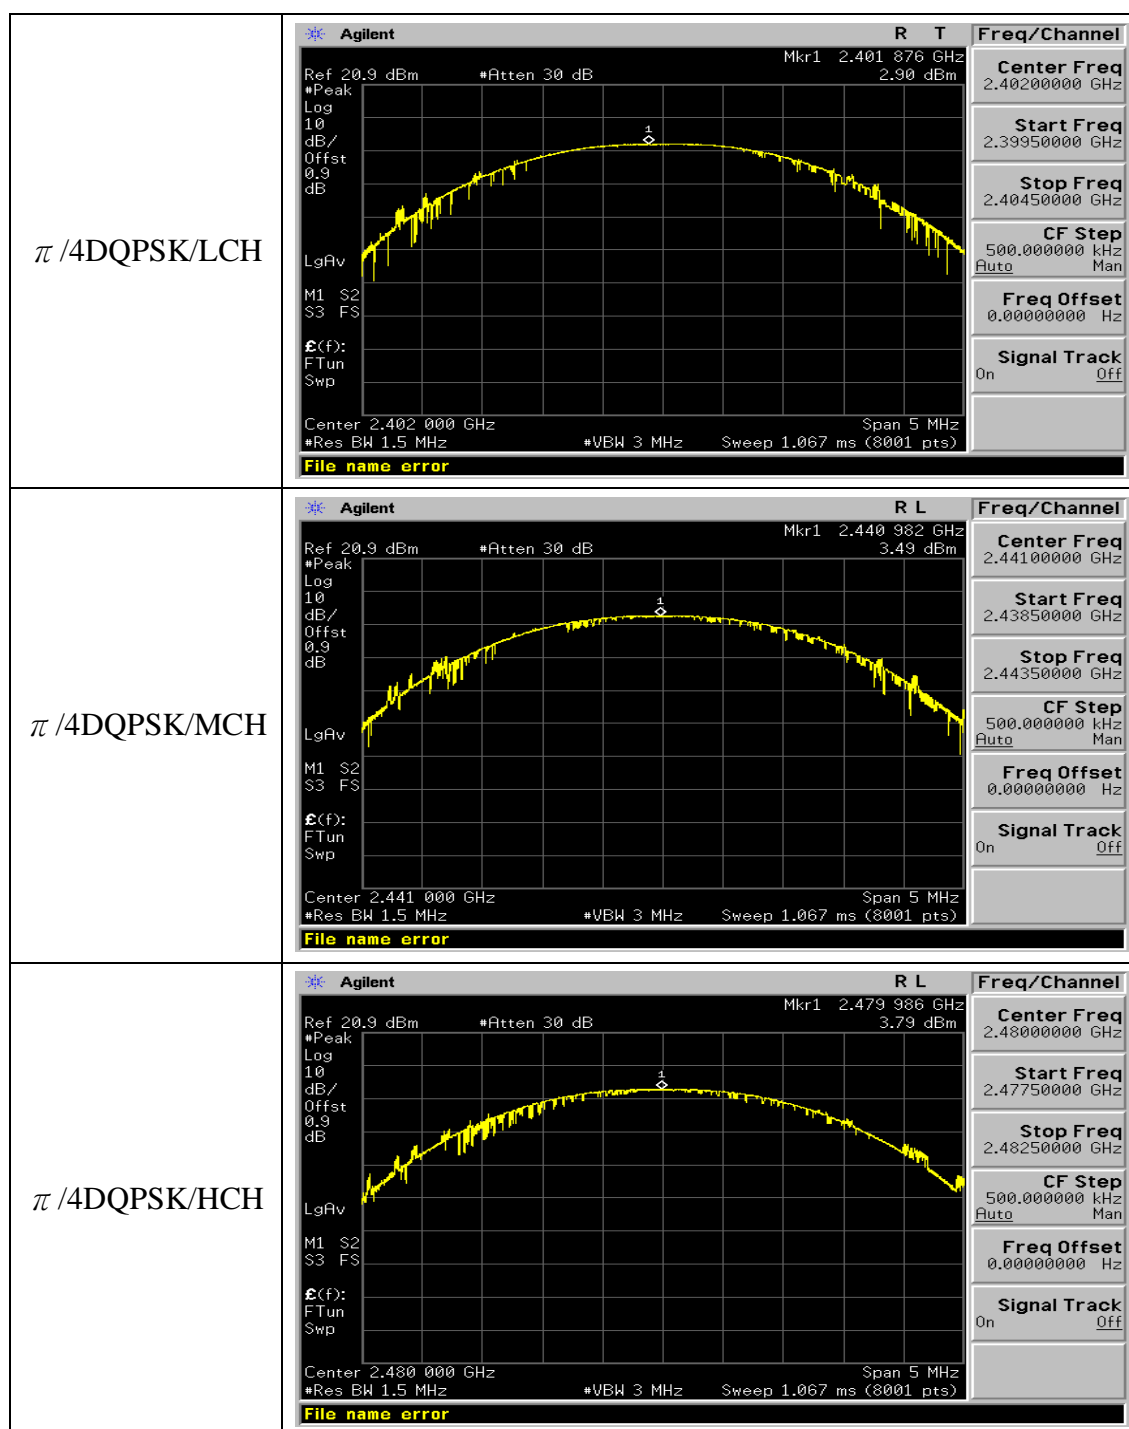 π/4DQPSK/LCH
Agilent R T
Mkr1 2.401 876 GHz
Ref 20.9 dBm #Atten 30 dB 2.90 dBm
#Peak
Log
10
dB/
Offst
0.9
dB
1
LgAv
M1 S2
S3 FS
£(f):
FTun
Swp
Center 2.402 000 GHz Span 5 MHz
#Res BW 1.5 MHz #VBW 3 MHz Sweep 1.067 ms (8001 pts)
File name error
Freq/Channel
Center Freq
2.40200000 GHz
Start Freq
2.39950000 GHz
Stop Freq
2.40450000 GHz
CF Step
500.000000 kHz
Auto Man
Freq Offset
0.00000000 Hz
Signal Track
On Off
π/4DQPSK/MCH
Agilent R L
Mkr1 2.440 982 GHz
Ref 20.9 dBm #Atten 30 dB 3.49 dBm
#Peak
Log
10
dB/
Offst
0.9
dB
1
LgAv
M1 S2
S3 FS
£(f):
FTun
Swp
Center 2.441 000 GHz Span 5 MHz
#Res BW 1.5 MHz #VBW 3 MHz Sweep 1.067 ms (8001 pts)
File name error
Freq/Channel
Center Freq
2.44100000 GHz
Start Freq
2.43850000 GHz
Stop Freq
2.44350000 GHz
CF Step
500.000000 kHz
Auto Man
Freq Offset
0.00000000 Hz
Signal Track
On Off
π/4DQPSK/HCH
Agilent R L
Mkr1 2.479 986 GHz
Ref 20.9 dBm #Atten 30 dB 3.79 dBm
#Peak
Log
10
dB/
Offst
0.9
dB
1
LgAv
M1 S2
S3 FS
£(f):
FTun
Swp
Center 2.480 000 GHz Span 5 MHz
#Res BW 1.5 MHz #VBW 3 MHz Sweep 1.067 ms (8001 pts)
File name error
Freq/Channel
Center Freq
2.48000000 GHz
Start Freq
2.47750000 GHz
Stop Freq
2.48250000 GHz
CF Step
500.000000 kHz
Auto Man
Freq Offset
0.00000000 Hz
Signal Track
On Off